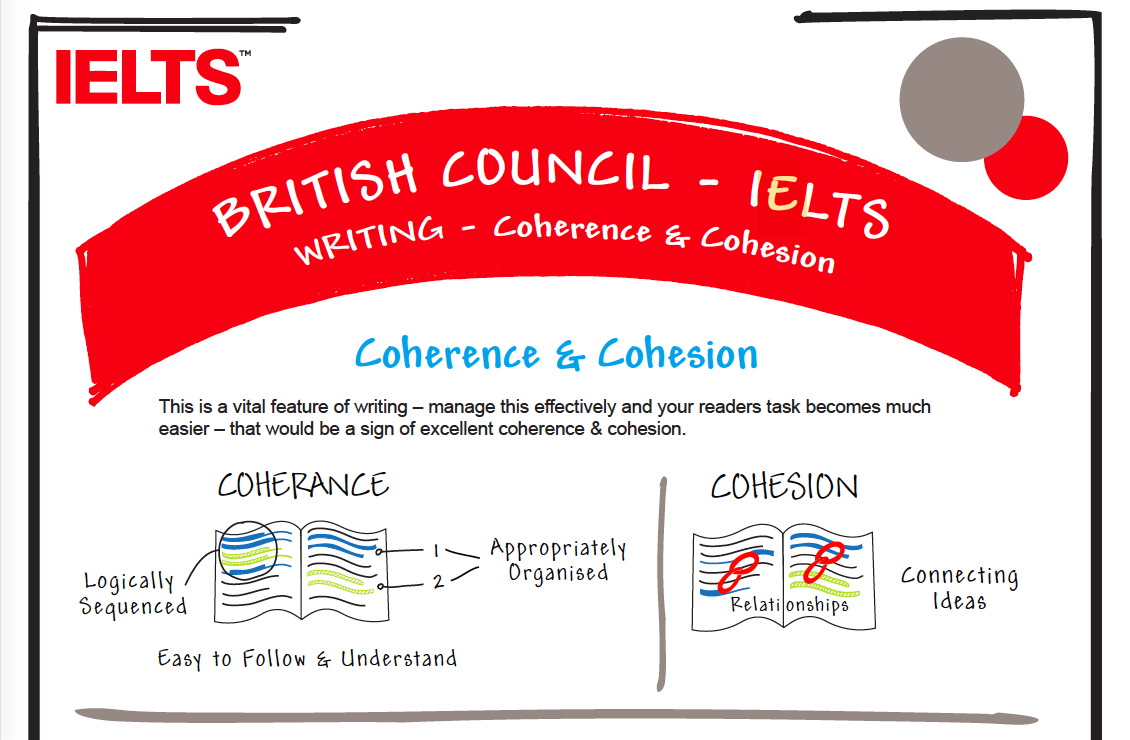 IELTS™
BRITISH COUNCIL - IELTS
WRITING - Coherence & Cohesion
Coherence & Cohesion
This is a vital feature of writing – manage this effectively and your readers task becomes much
easier – that would be a sign of excellent coherence & cohesion.
COHERANCE
Logically
Sequenced
1
2
Appropriately
Organised
Easy to Follow & Understand
COHESION
Relationships
Connecting
Ideas